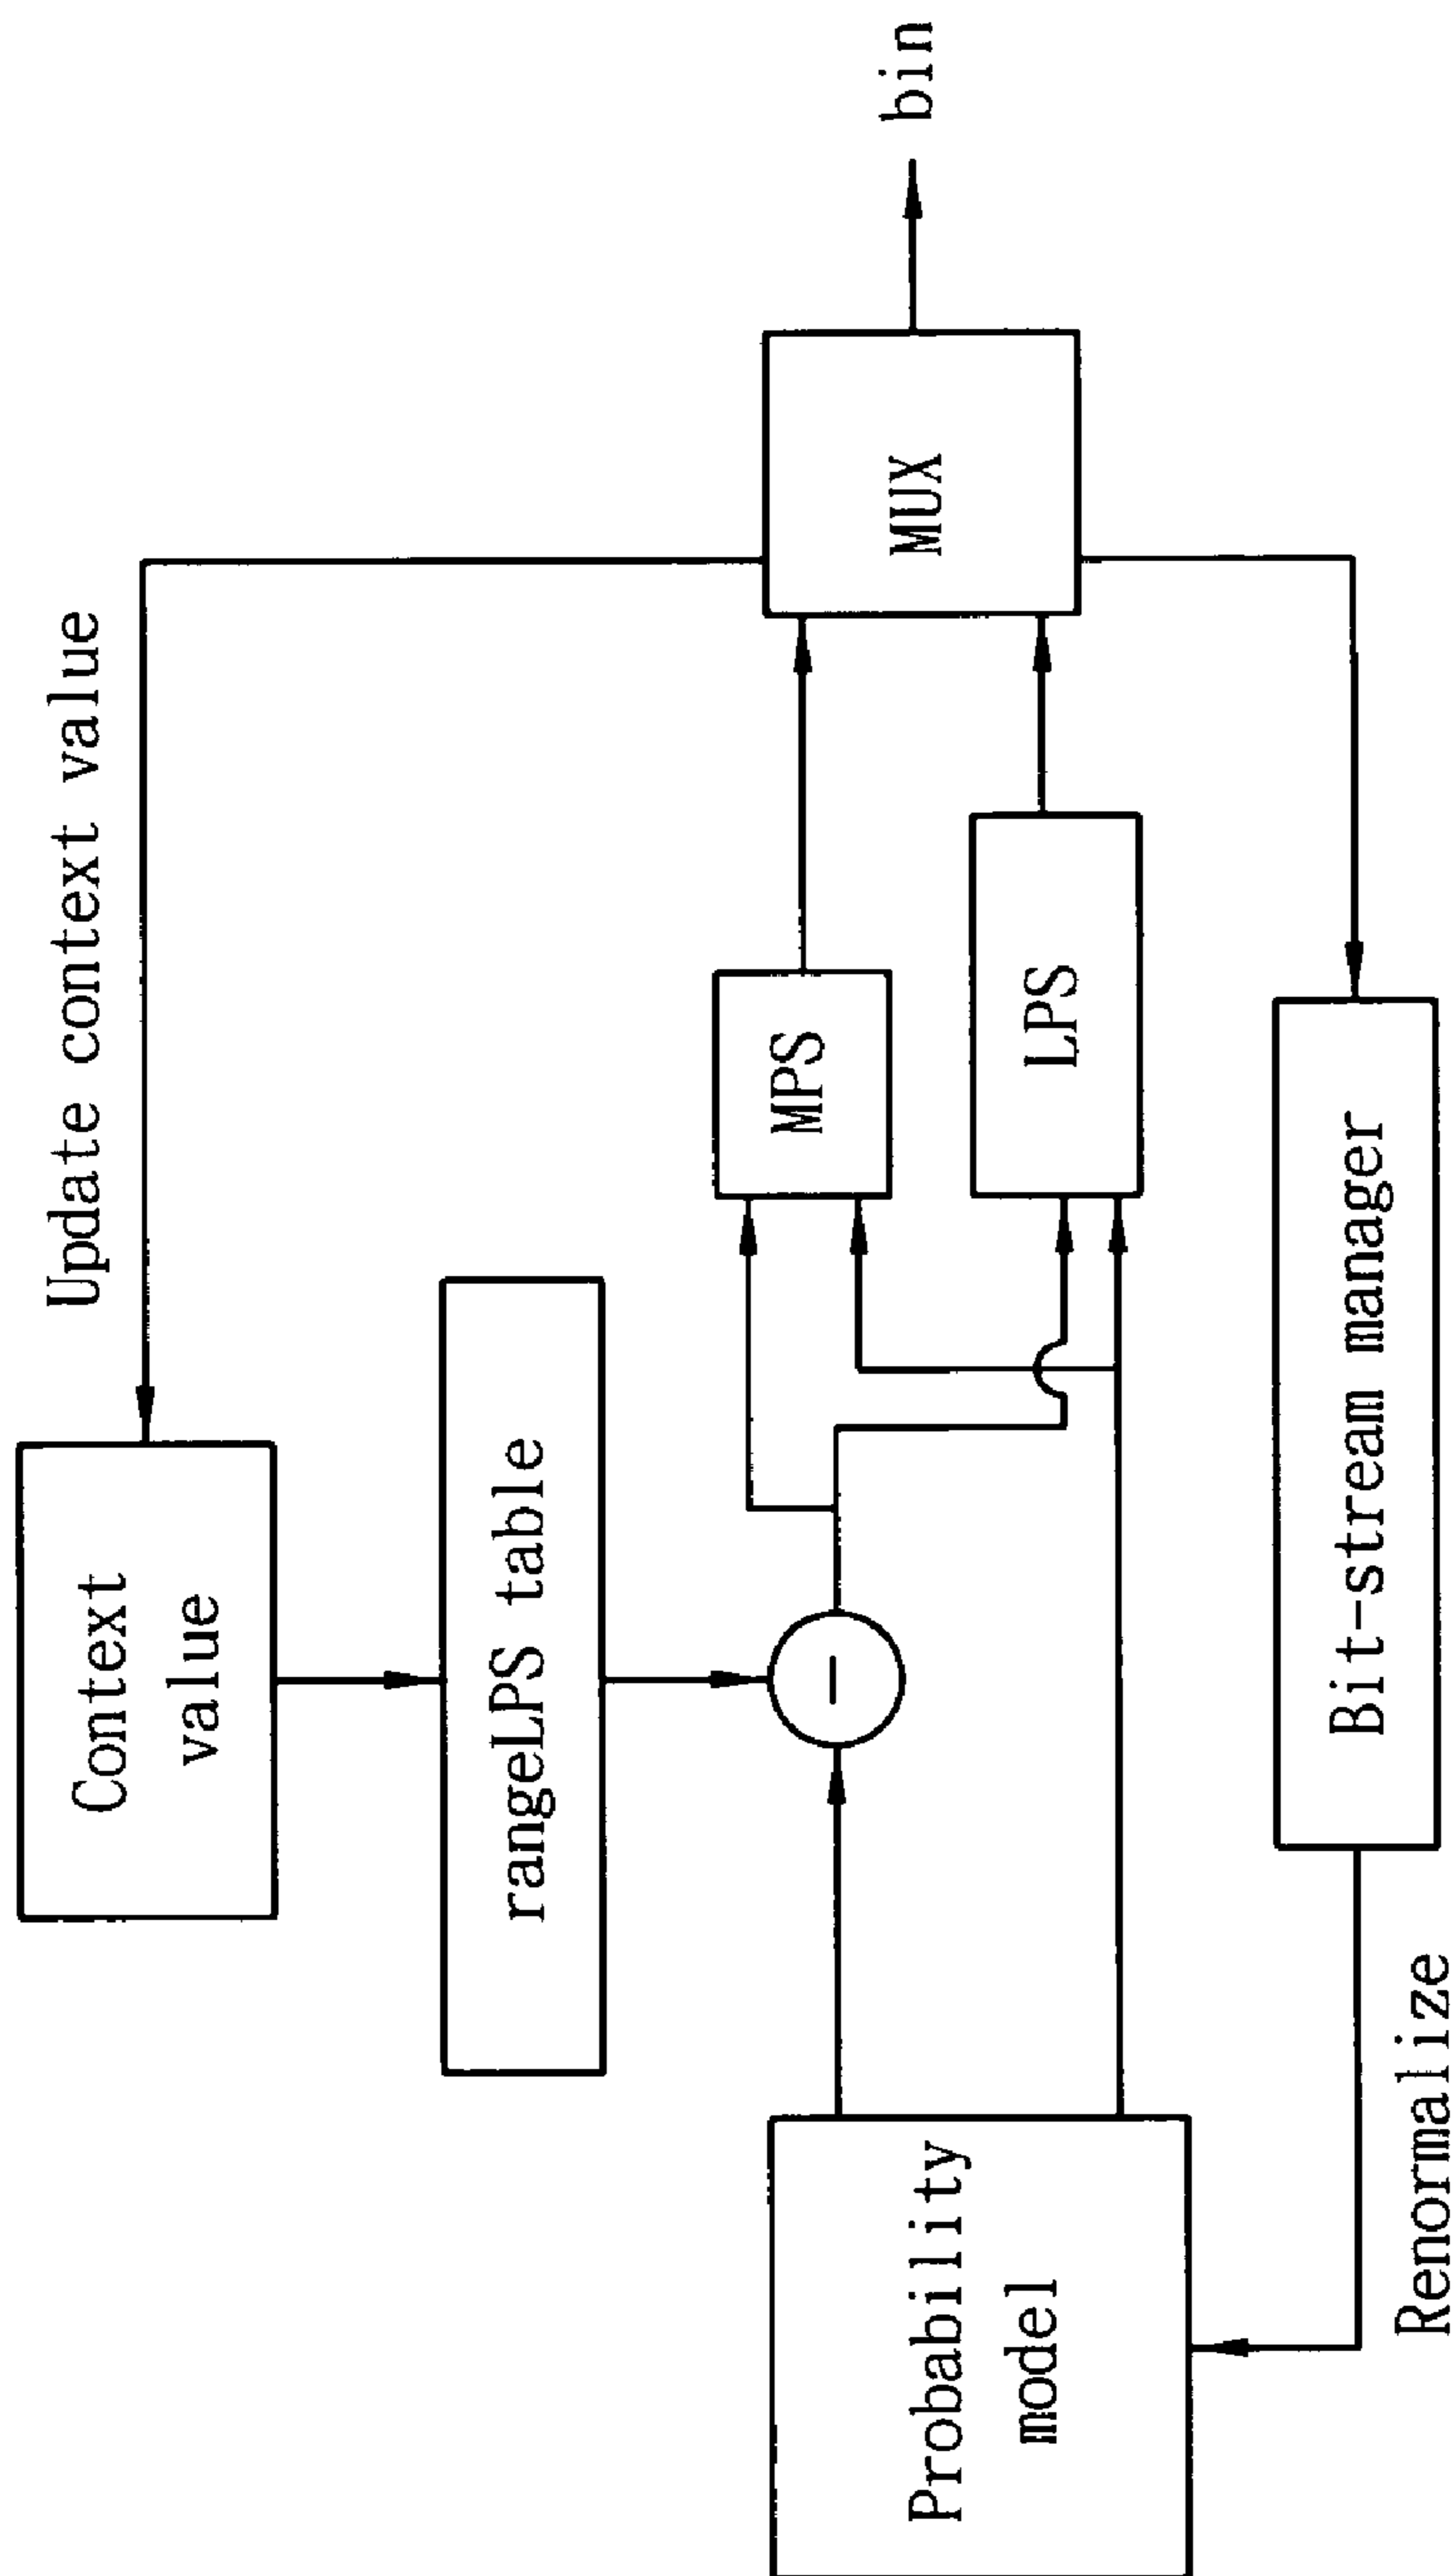 Update context value
Context
value
rangeLPS table
MPS
LPS
MUX
bin
Probability
model
Bit-stream manager
Renormalize